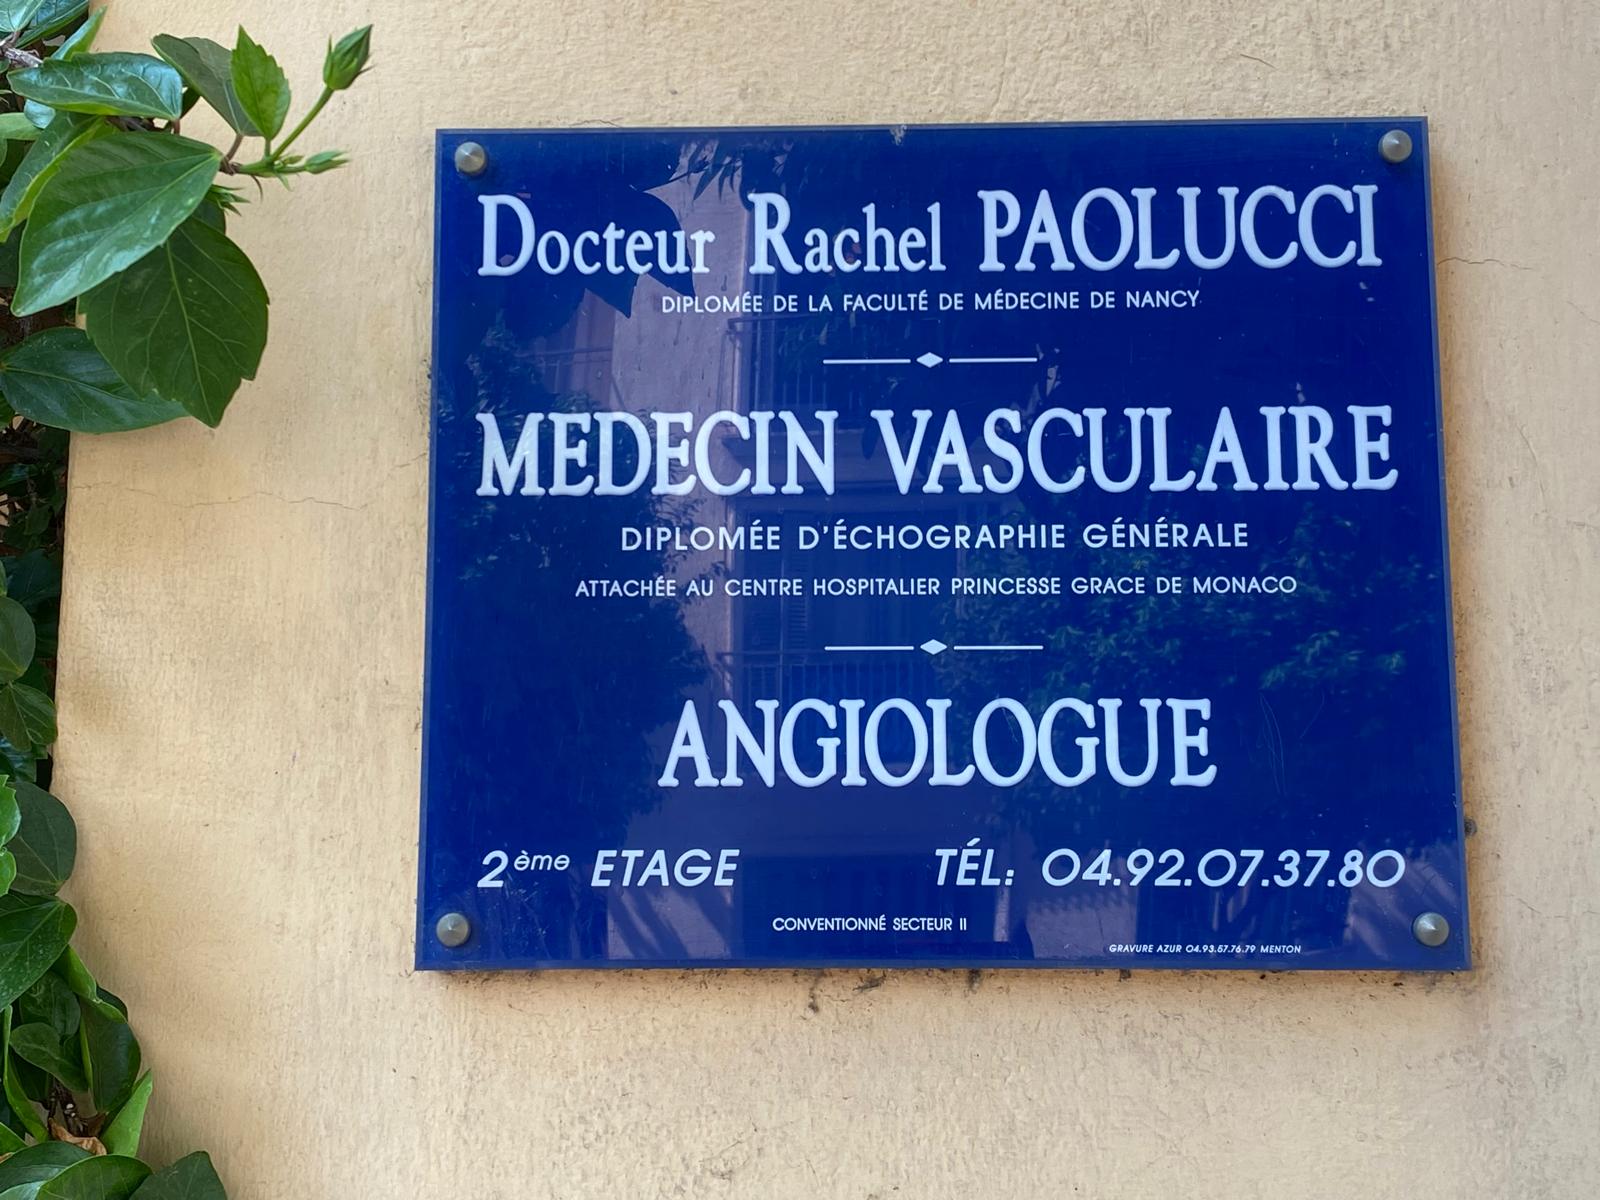 Docteur Rachel PAOLUCCI
DIPLOMÉE DE LA FACULTÉ DE MÉDECINE DE NANCY
MEDECIN VASCULAIRE
DIPLOMÉE D'ÉCHOGRAPHIE GÉNÉRALE
ATTACHÉE AU CENTRE HOSPITALIER PRINCESSE GRACE DE MONACO
ANGIOLOGUE
2ème ETAGE TÉL: 04.92.07.37.80
CONVENTIONNÉ SECTEUR II
GRAVURE AZUR 04.93.57.76.79 MENTON